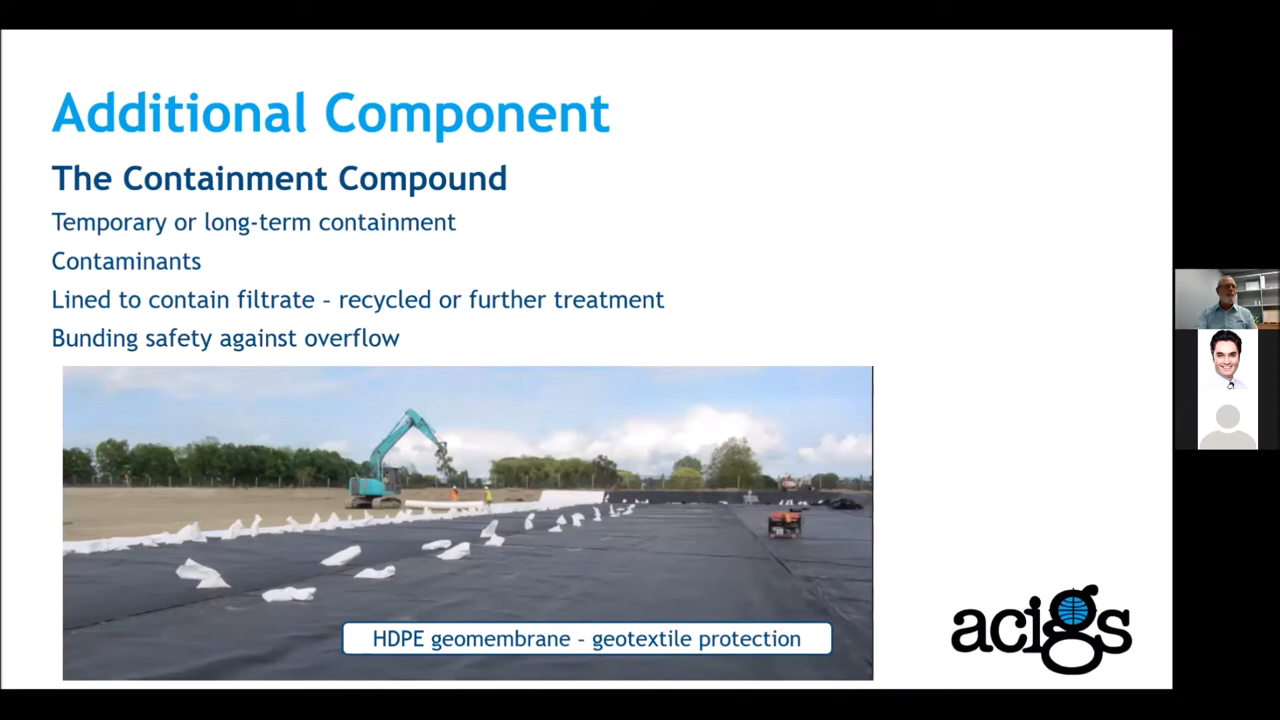 Additional Component
The Containment Compound
Temporary or long-term containment
Contaminants
Lined to contain filtrate – recycled or further treatment
Bunding safety against overflow
HDPE geomembrane – geotextile protection
acigs